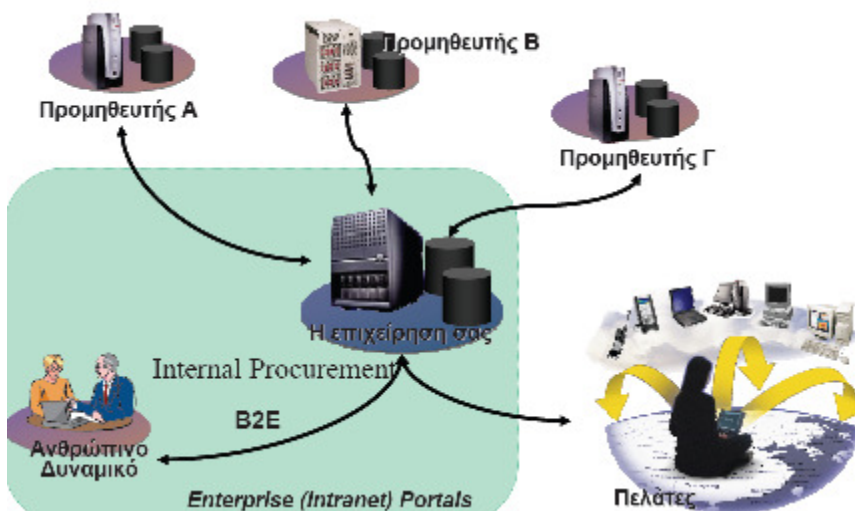 Προμηθευτής Β
Προμηθευτής Α
Προμηθευτής Γ
Η επιχείρηση σας
Internal Procurement
B2E
Ανθρώπινο
Δυναμικό
Enterprise (Intranet) Portals
Πελάτες